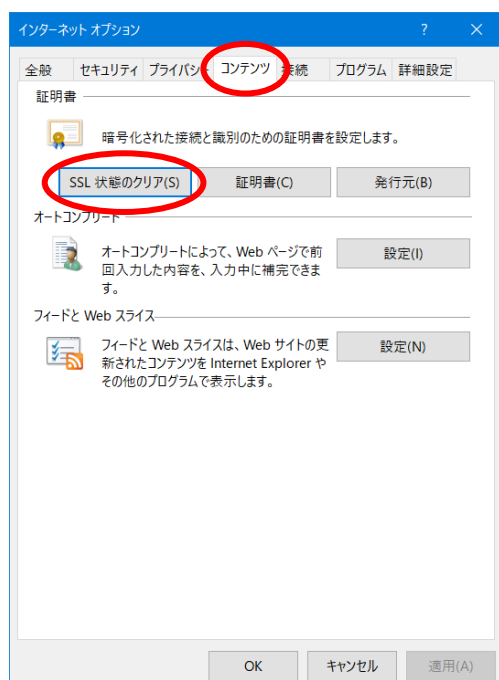 インターネット オプション ? ×
全般 セキュリティ プライバシー コンテンツ 接続 プログラム 詳細設定
証明書
暗号化された接続と識別のための証明書を設定します。
SSL 状態のクリア(S) 証明書(C) 発行元(B)
オートコンプリート
オートコンプリートによって、Web ページで前
回入力した内容を、入力中に補完できま
す。
設定(I)
フィードと Web スライス
フィードと Web スライスは、Web サイトの更
新されたコンテンツを Internet Explorer や
その他のプログラムで表示します。
設定(N)
OK キャンセル 適用(A)